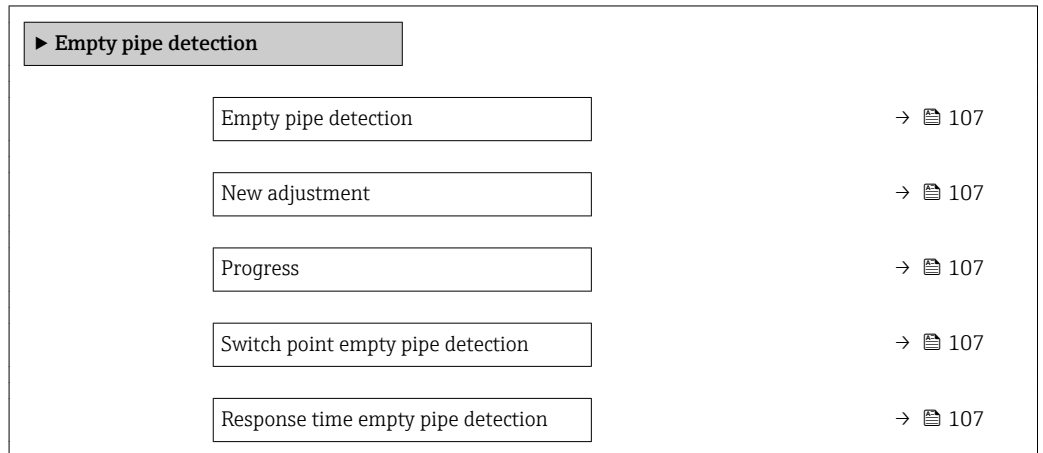 ► Empty pipe detection
Empty pipe detection → 107
New adjustment → 107
Progress → 107
Switch point empty pipe detection → 107
Response time empty pipe detection → 107